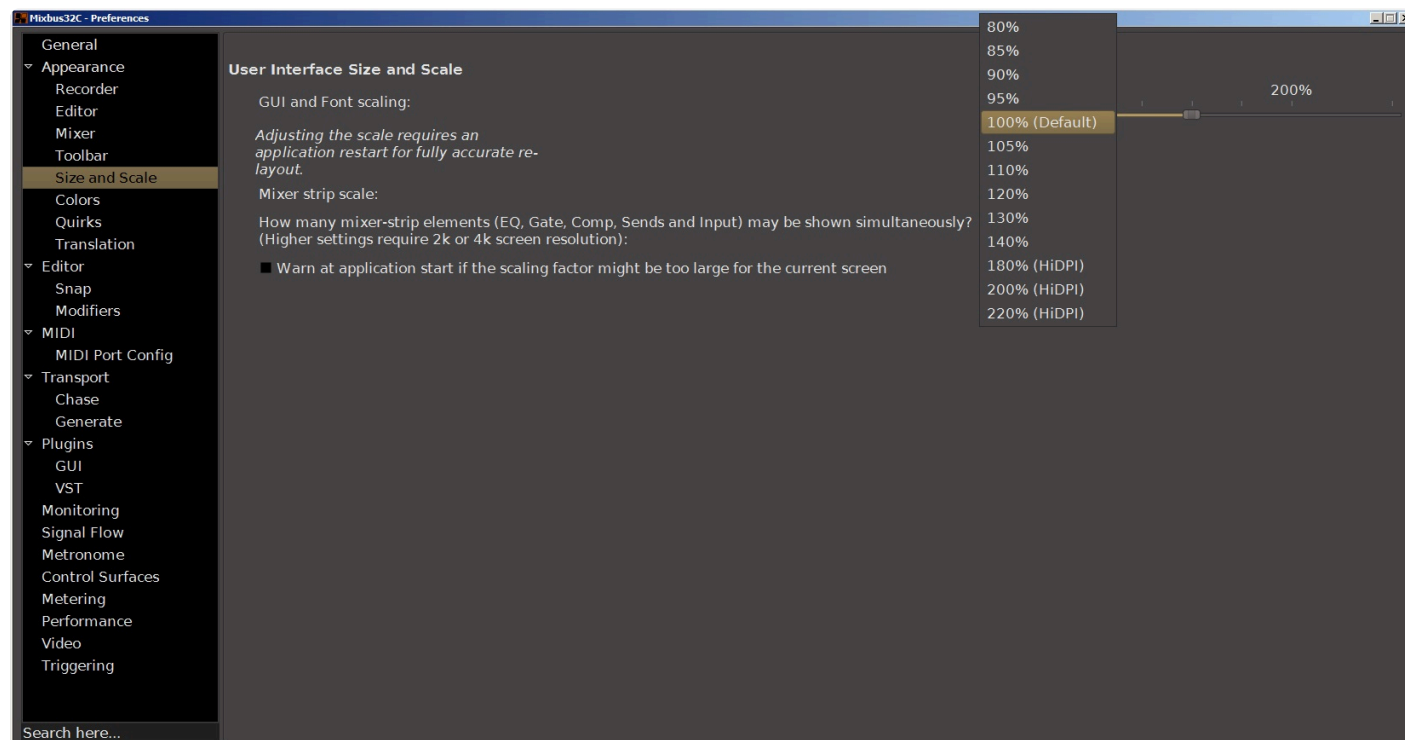 Mixbus32C - Preferences
General
Appearance
Recorder
Editor
Mixer
Toolbar
Size and Scale
Colors
Quirks
Translation
Editor
Snap
Modifiers
MIDI
MIDI Port Config
Transport
Chase
Generate
Plugins
GUI
VST
Monitoring
Signal Flow
Metronome
Control Surfaces
Metering
Performance
Video
Triggering
Search here...
User Interface Size and Scale
GUI and Font scaling:
Adjusting the scale requires an
application restart for fully accurate re-
layout.
Mixer strip scale:
How many mixer-strip elements (EQ, Gate, Comp, Sends and Input) may be shown simultaneously?
(Higher settings require 2k or 4k screen resolution):
Warn at application start if the scaling factor might be too large for the current screen
80%
85%
90%
95%
100% (Default)
105%
110%
120%
130%
140%
180% (HiDPI)
200% (HiDPI)
220% (HiDPI)
200%